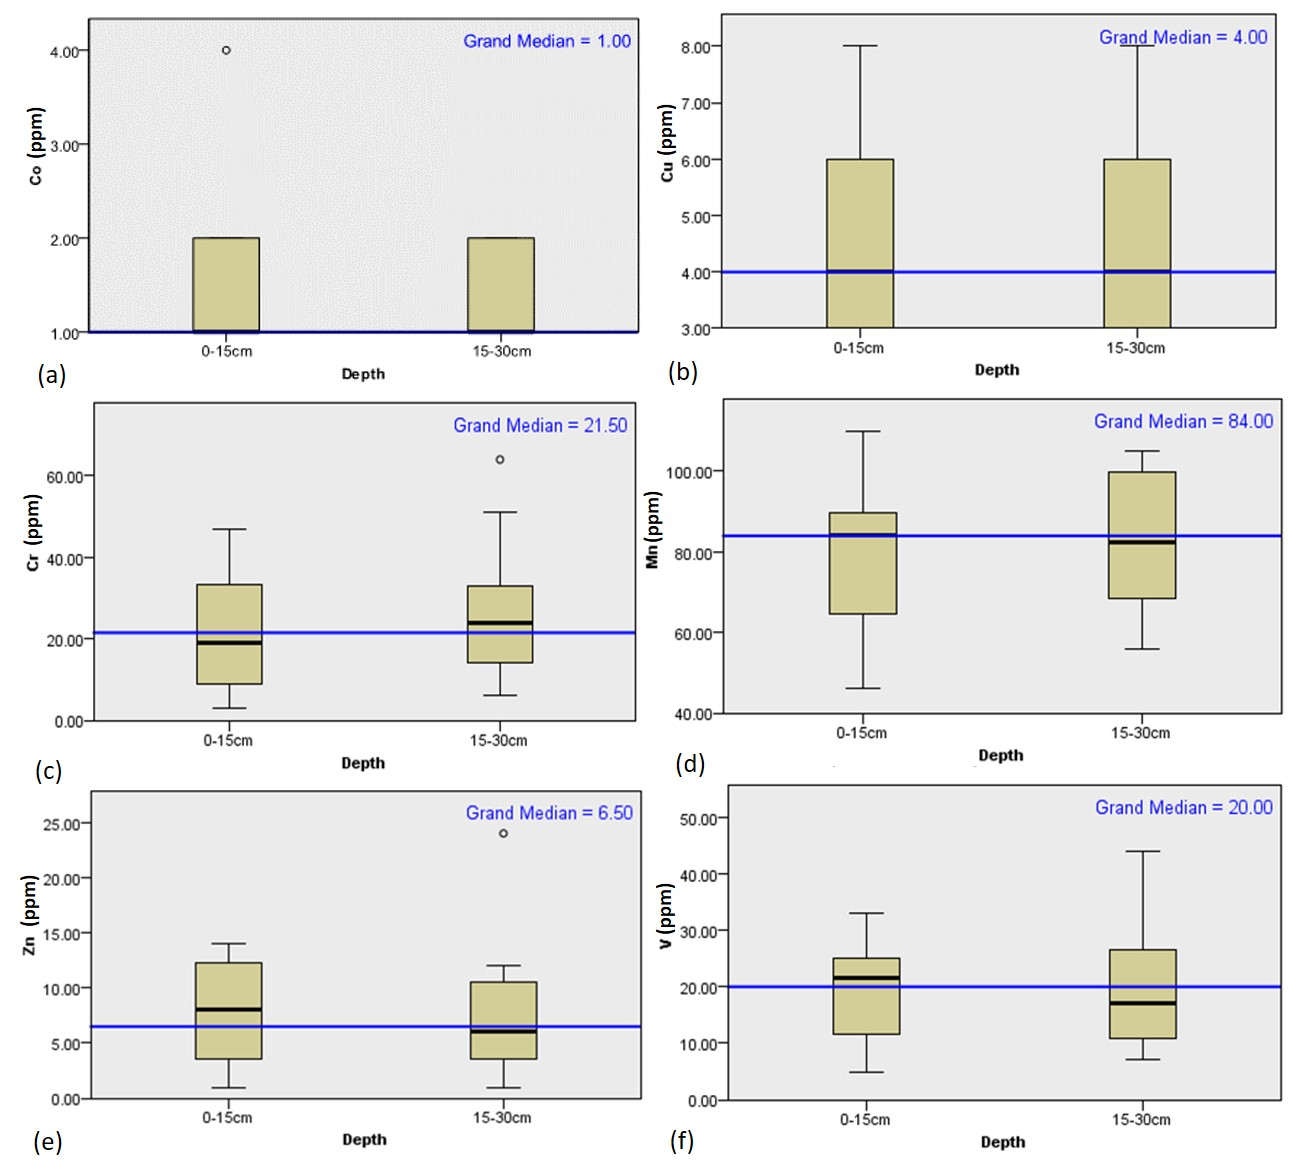 Grand Median = 1.00
4.00
3.00
2.00
1.00
Co (ppm)
0-15cm
15-30cm
Depth
(a)
Grand Median = 4.00
8.00
7.00
6.00
5.00
4.00
3.00
Cu (ppm)
0-15cm
15-30cm
Depth
(b)
Grand Median = 21.50
60.00
40.00
20.00
0.00
Cr (ppm)
0-15cm
15-30cm
Depth
(c)
Grand Median = 84.00
100.00
80.00
60.00
40.00
Mn (ppm)
0-15cm
15-30cm
Depth
(d)
Grand Median = 6.50
25.00
20.00
15.00
10.00
5.00
0.00
Zn (ppm)
0-15cm
15-30cm
Depth
(e)
Grand Median = 20.00
50.00
40.00
30.00
20.00
10.00
0.00
V (ppm)
0-15cm
15-30cm
Depth
(f)